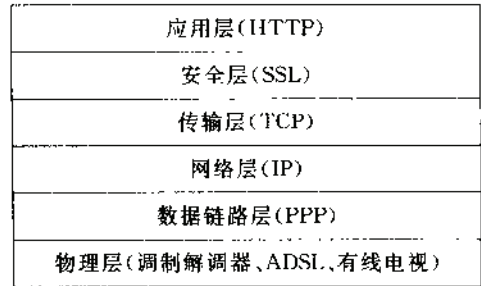 应用层(HTTP)
安全层(SSL)
传输层(TCP)
网络层(IP)
数据链路层(PPP)
物理层(调制解调器、ADSL、有线电视)